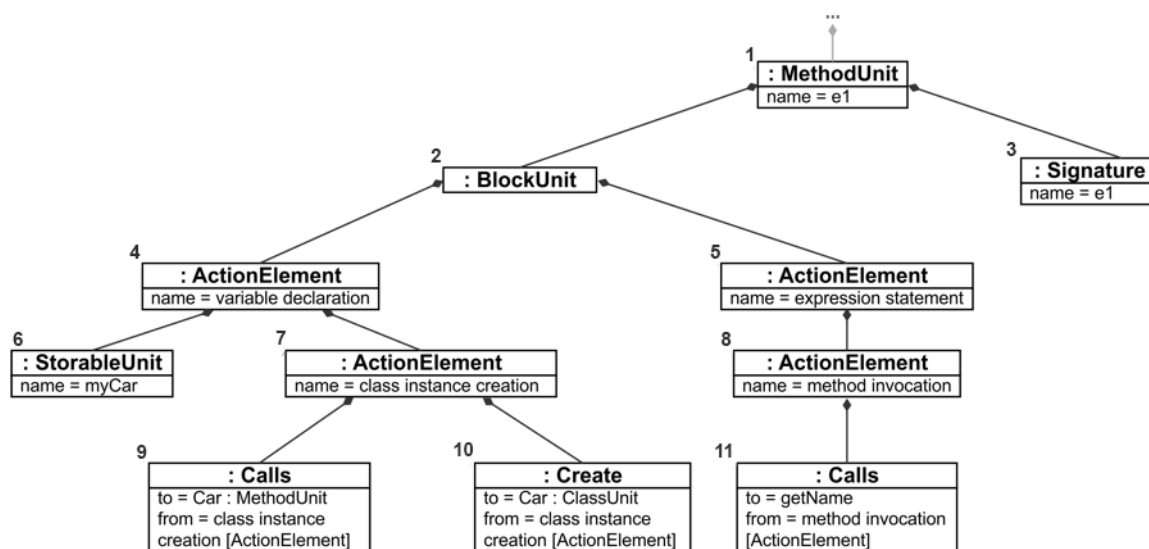 ...
1
: MethodUnit
name = e1
2
: BlockUnit
3
: Signature
name = e1
4
: ActionElement
name = variable declaration
5
: ActionElement
name = expression statement
6
: StorableUnit
name = myCar
7
: ActionElement
name = class instance creation
8
: ActionElement
name = method invocation
9
: Calls
to = Car : MethodUnit
from = class instance
creation [ActionElement]
10
: Create
to = Car : ClassUnit
from = class instance
creation [ActionElement]
11
: Calls
to = getName
from = method invocation
[ActionElement]